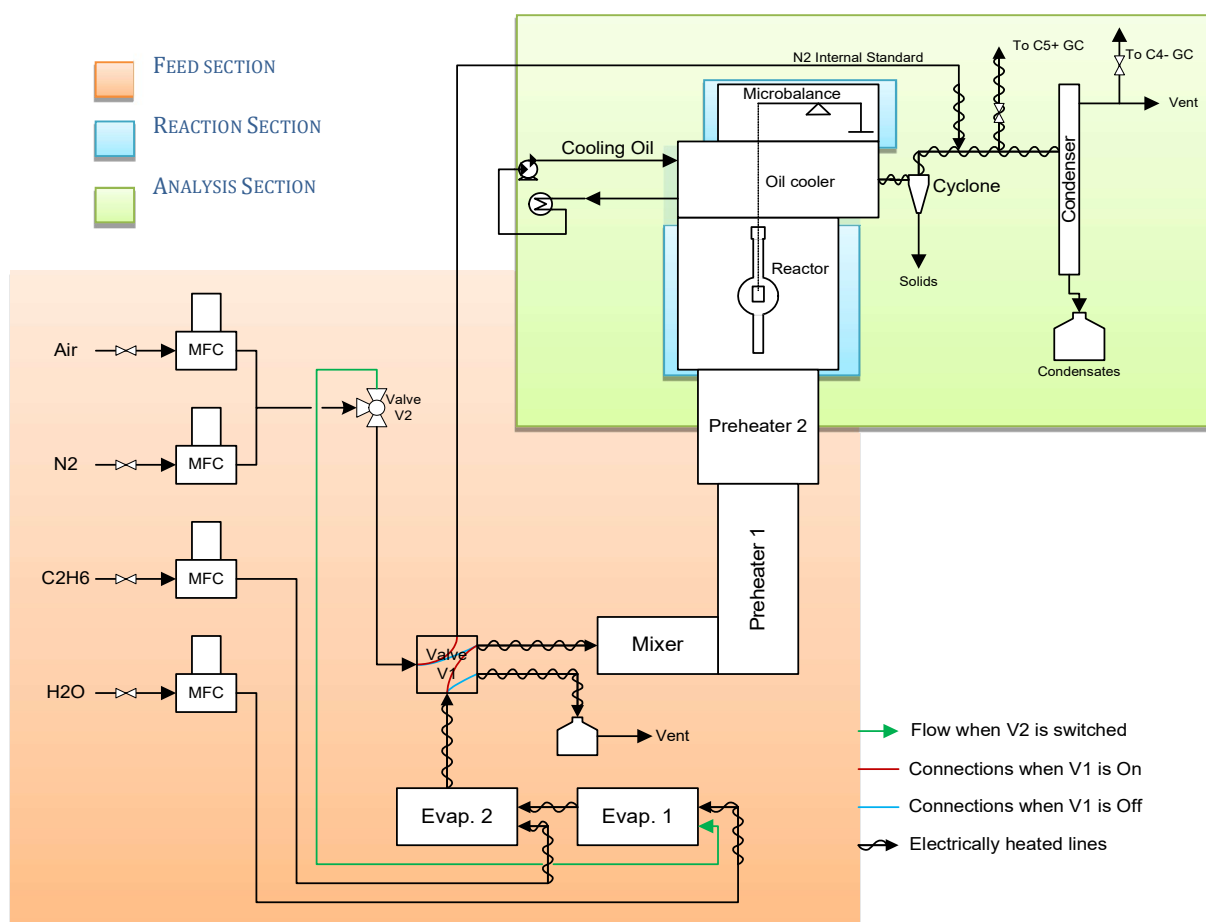 FEED SECTION
REACTION SECTION
ANALYSIS SECTION
N2 Internal Standard
To C5+ GC
To C4- GC
Vent
Microbalance
Cooling Oil
Oil cooler
Cyclone
Condenser
Reactor
Solids
Condensates
Air
MFC
Valve
V2
N2
MFC
Preheater 2
C2H6
MFC
Preheater 1
H2O
MFC
Valve
V1
Mixer
Vent
Evap. 2
Evap. 1
Flow when V2 is switched
Connections when V1 is On
Connections when V1 is Off
Electrically heated lines